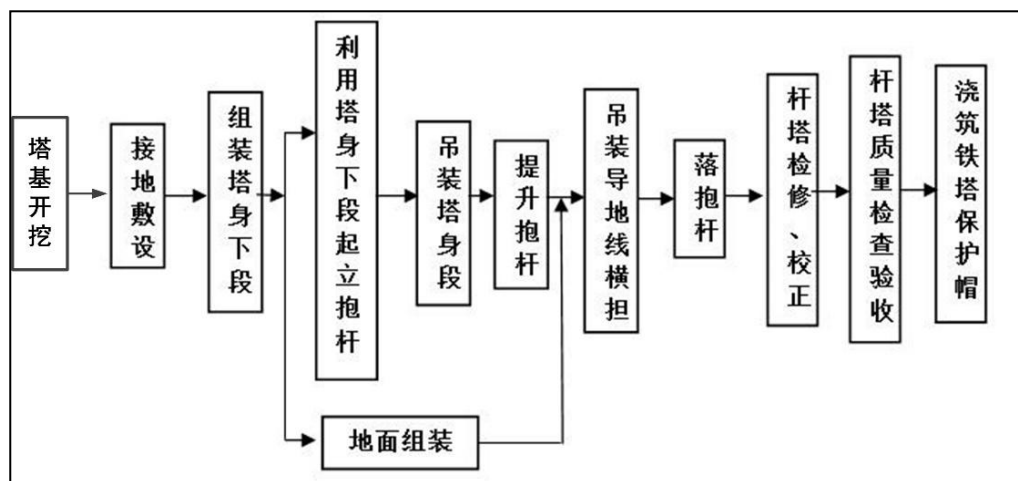 塔基开挖
接地敷设
组装塔身下段
利用塔身下段起立抱杆
吊装塔身段
提升抱杆
吊装导地线横担
落抱杆
杆塔检修、校正
杆塔质量检查验收
浇筑铁塔保护帽
地面组装